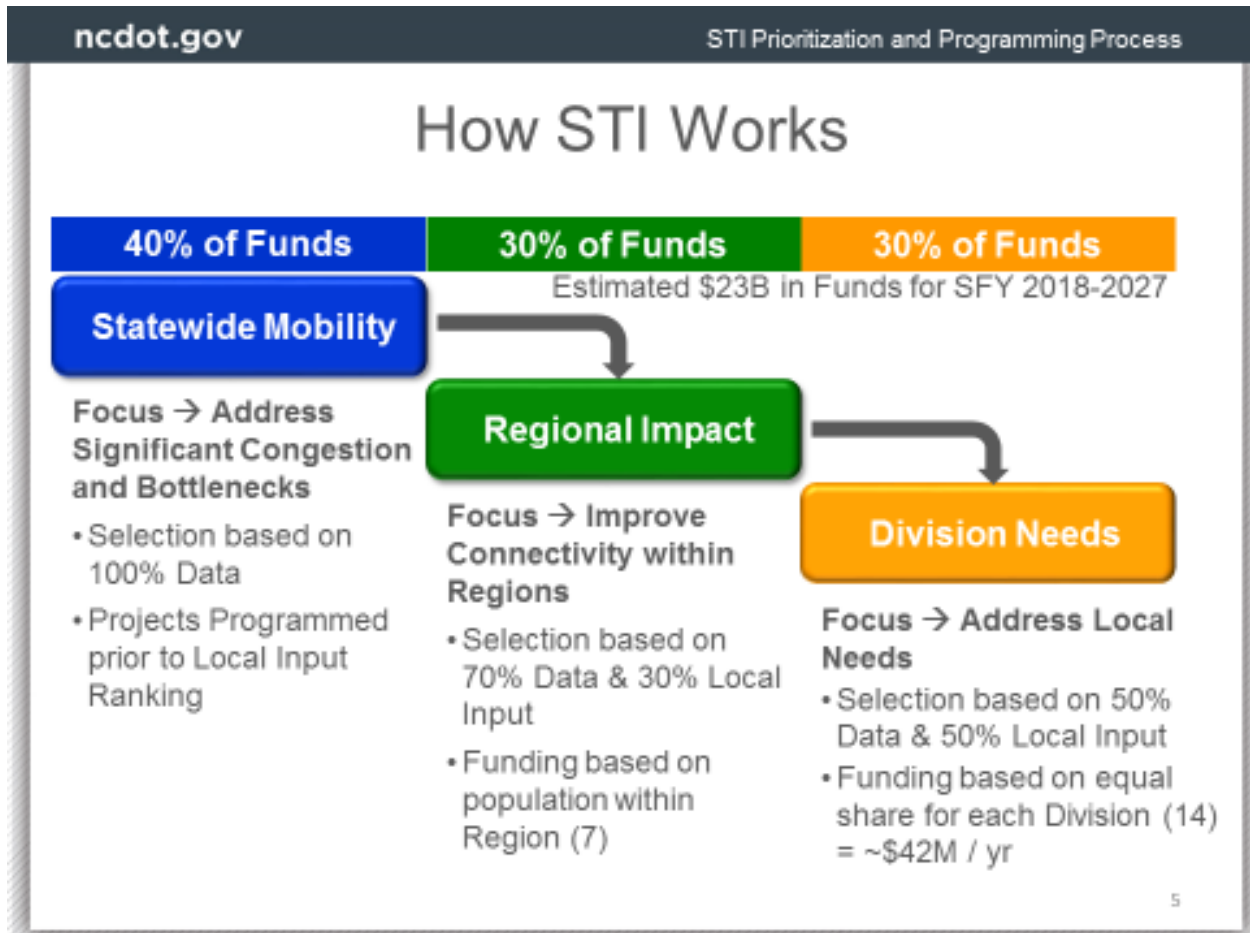 ncdot.gov
STI Prioritization and Programming Process
How STI Works
40% of Funds
30% of Funds
30% of Funds
Estimated $23B in Funds for SFY 2018-2027
Statewide Mobility
Focus → Address
Significant Congestion
and Bottlenecks
• Selection based on
100% Data
• Projects Programmed
prior to Local Input
Ranking
Regional Impact
Focus → Improve
Connectivity within
Regions
• Selection based on
70% Data & 30% Local
Input
• Funding based on
population within
Region (7)
Division Needs
Focus → Address Local
Needs
• Selection based on 50%
Data & 50% Local Input
• Funding based on equal
share for each Division (14)
= ~$42M / yr
5